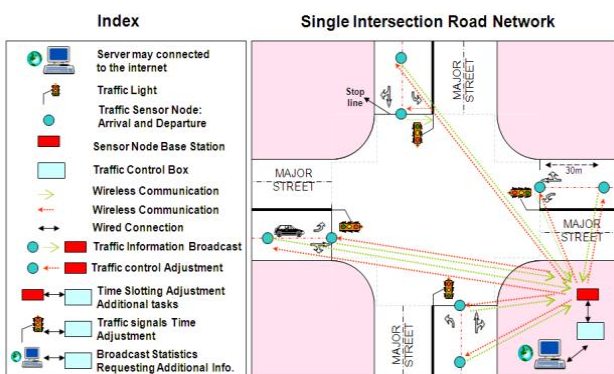 Index
Server may connected
to the internet
Traffic Light
Traffic Sensor Node:
Arrival and Departure
Sensor Node Base Station
Traffic Control Box
Wireless Communication
Wireless Communication
Wired Connection
Traffic Information Broadcast
Traffic control Adjustment
Time Slotting Adjustment
Additional tasks
Traffic signals Time
Adjustment
Broadcast Statistics
Requesting Additional Info.
Single Intersection Road Network
Stop
line
MAJOR
STREET
MAJOR
STREET
30m
MAJOR
STREET
MAJOR
STREET